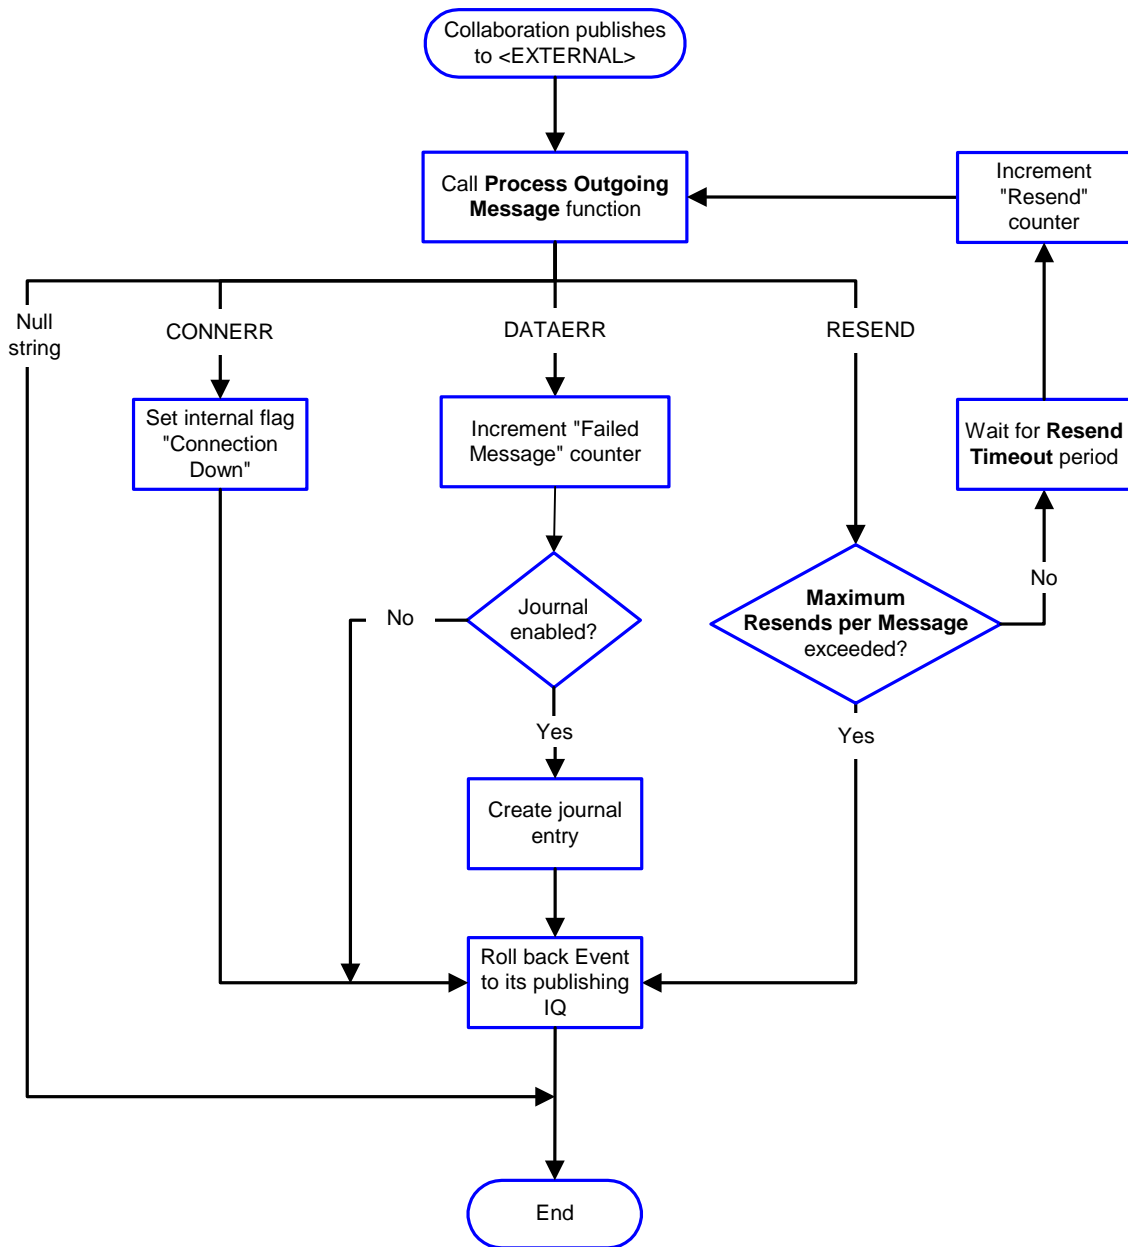 Collaboration publishes
to <EXTERNAL>
Call Process Outgoing
Message function
Increment
"Resend"
counter
Null
string
CONNERR
DATAERR
RESEND
Set internal flag
"Connection
Down"
Increment "Failed
Message" counter
Wait for Resend
Timeout period
No
Journal
enabled?
No
Maximum
Resends per Message
exceeded?
Yes
Yes
Create journal
entry
Roll back Event
to its publishing
IQ
End